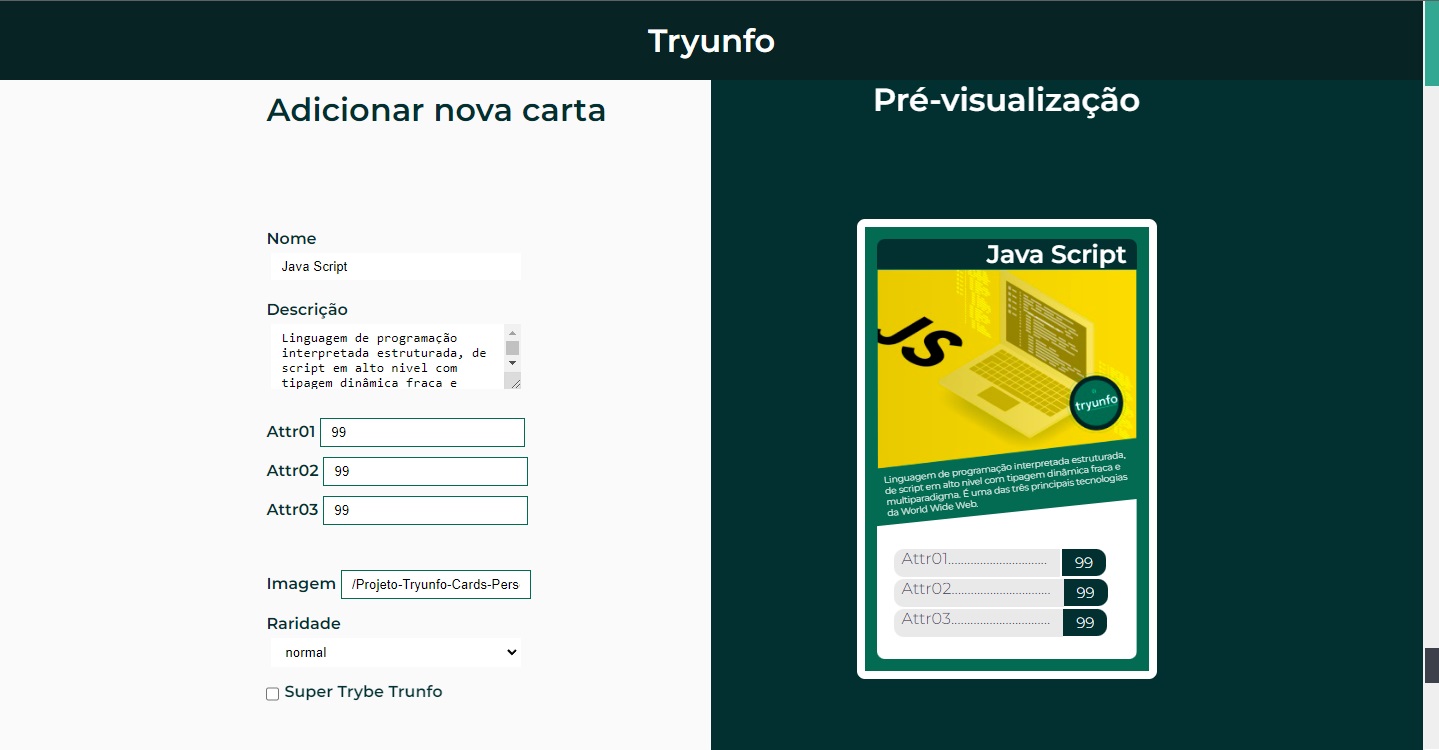 Tryunfo
Adicionar nova carta
Nome
Java Script
Descrição
Linguagem de programação
interpretada estruturada, de
script em alto nivel com
tipagem dinâmica fraca e
Attr01 99
Attr02 99
Attr03 99
Imagem /Projeto-Tryunfo-Cards-Pers
Raridade
normal
Super Trybe Trunfo
Pré-visualização
Java Script
JS
tryunfo
Linguagem de programação interpretada estruturada,
de script em alto nivel com tipagem dinâmica fraca e
multiparadigma. É uma das três principais tecnologias
da World Wide Web.
Attr01............................... 99
Attr02............................... 99
Attr03............................... 99